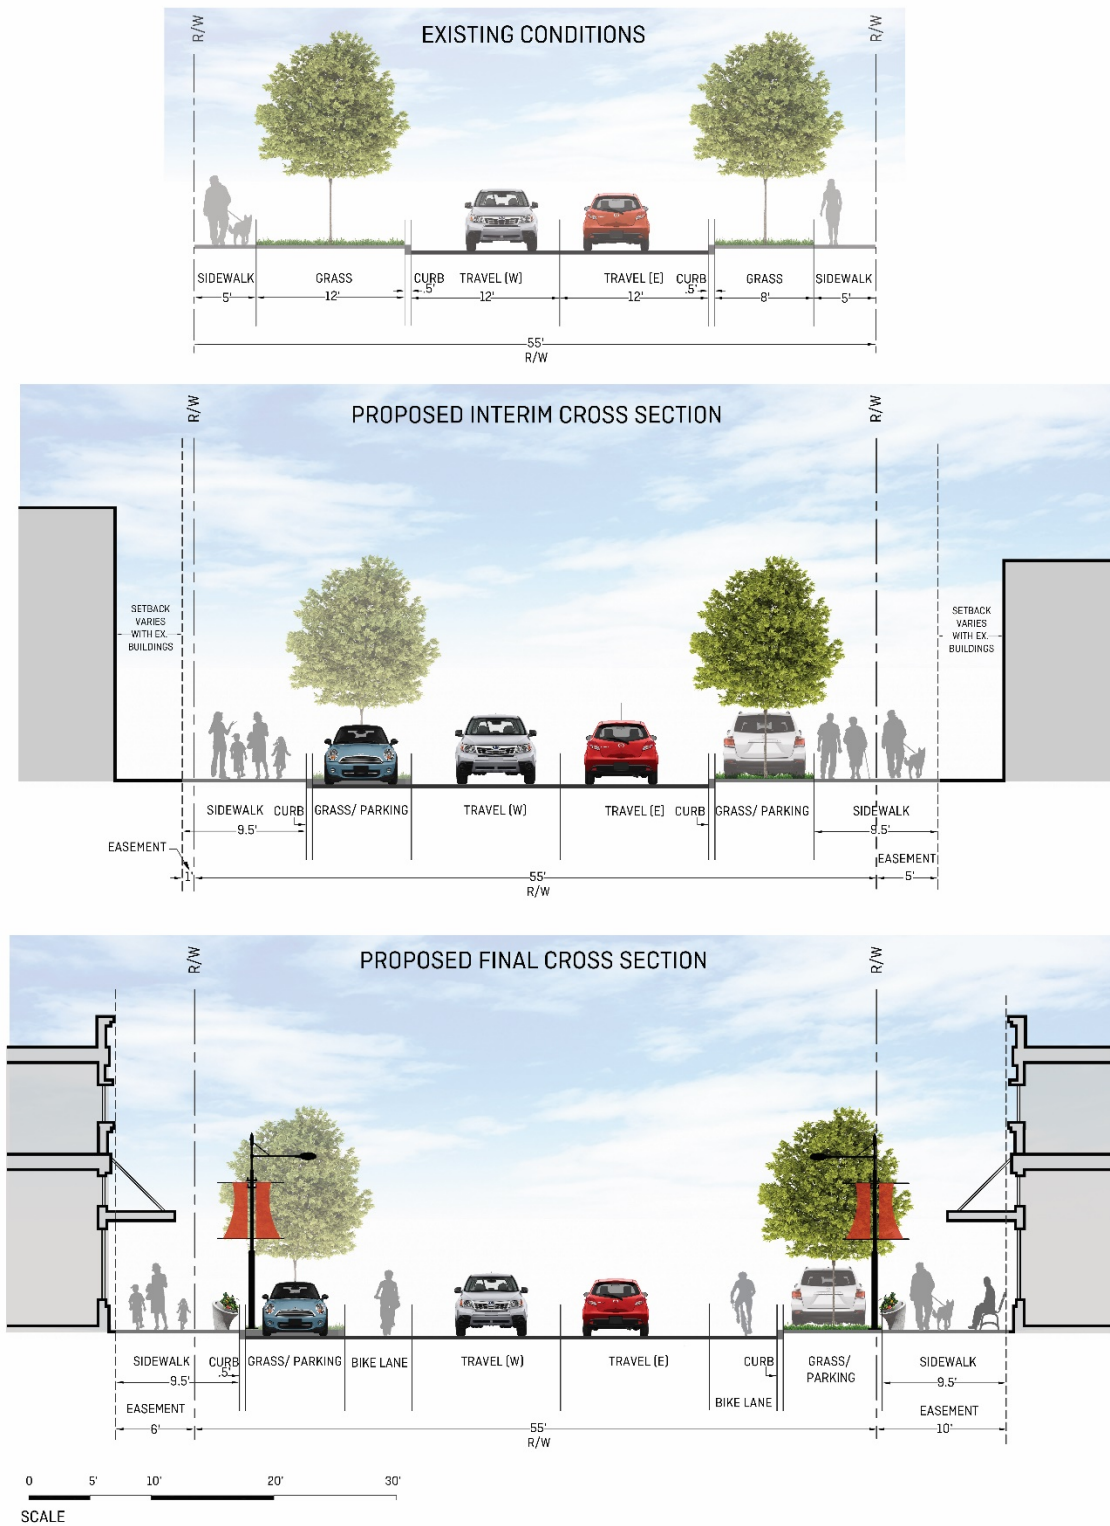 EXISTING CONDITIONS
R/W
R/W
SIDEWALK GRASS CURB TRAVEL (W) TRAVEL (E) CURB GRASS SIDEWALK
5' 12' .5' 12' 12' .5' 8' 5'
55'
R/W
PROPOSED INTERIM CROSS SECTION
R/W
R/W
SETBACK
VARIES
WITH EX.
BUILDINGS
SETBACK
VARIES
WITH EX.
BUILDINGS
SIDEWALK CURB GRASS/ PARKING TRAVEL (W) TRAVEL (E) CURB GRASS/ PARKING SIDEWALK
9.5' 9.5'
EASEMENT EASEMENT
1' 55' 5'
R/W
PROPOSED FINAL CROSS SECTION
R/W
R/W
SIDEWALK CURB GRASS/ PARKING BIKE LANE TRAVEL (W) TRAVEL (E) CURB GRASS/ SIDEWALK
.5' PARKING
9.5' 9.5'
BIKE LANE
EASEMENT EASEMENT
6' 55' 10'
R/W
0 5' 10' 20' 30'
SCALE